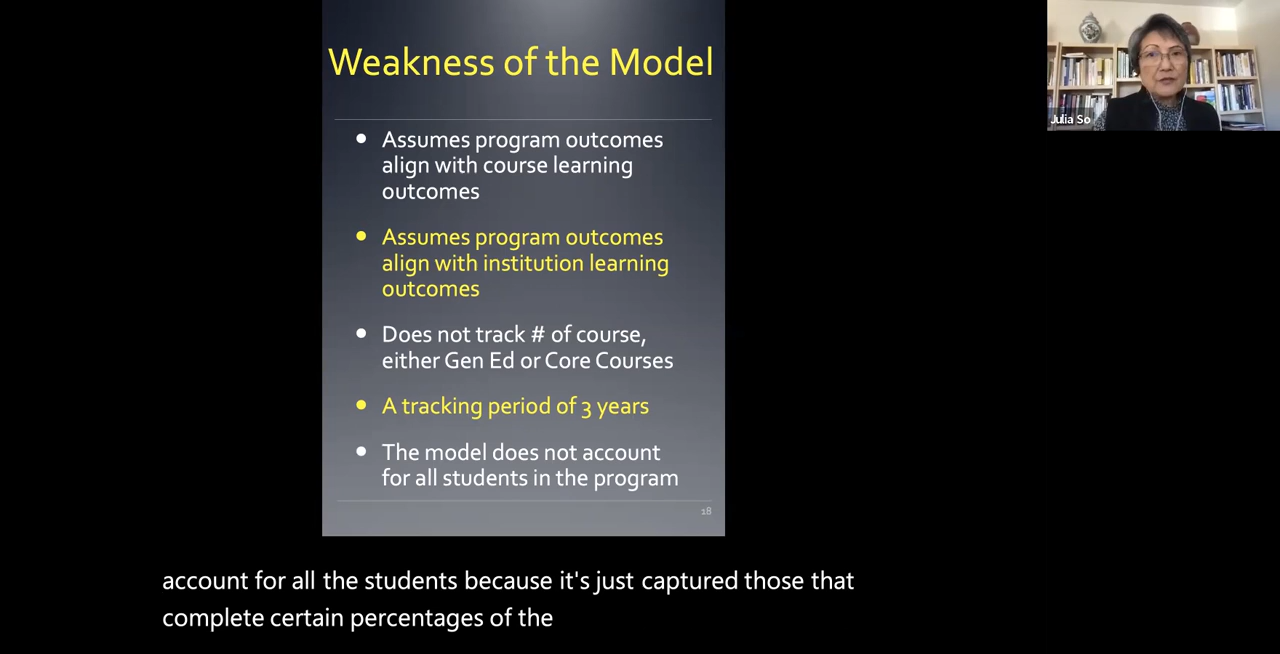 Weakness of the Model
• Assumes program outcomes
align with course learning
outcomes
• Assumes program outcomes
align with institution learning
outcomes
• Does not track # of course,
either Gen Ed or Core Courses
• A tracking period of 3 years
• The model does not account
for all students in the program
18
Julia So
account for all the students because it's just captured those that
complete certain percentages of the